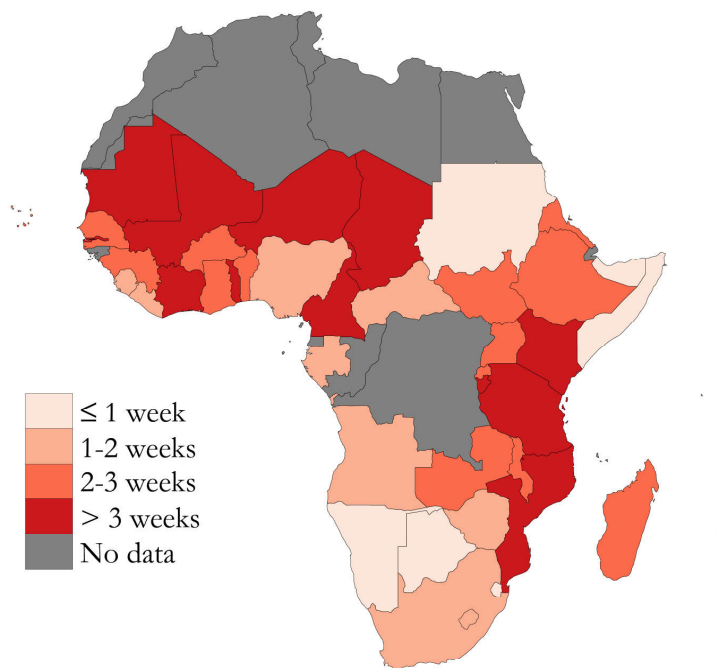 ≤ 1 week
1-2 weeks
2-3 weeks
> 3 weeks
No data